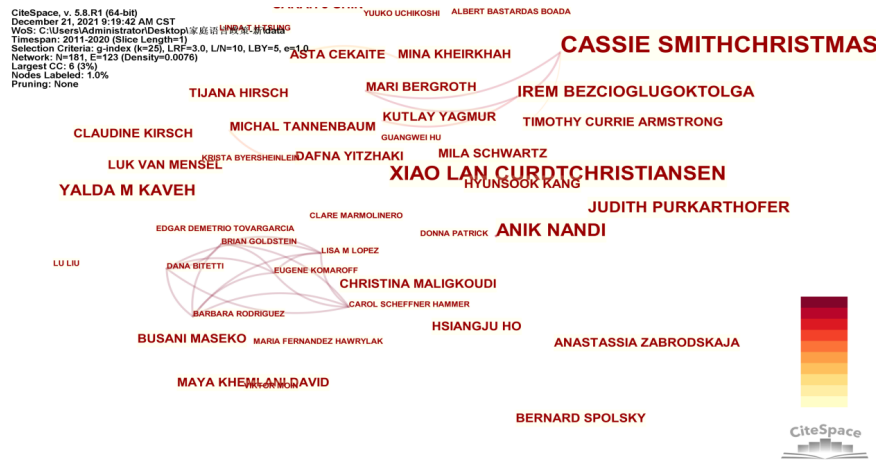 CiteSpace, v. 5.8.R1 (64-bit)
December 21, 2021 9:19:42 AM CST
WoS: C:\Users\Administrator\Desktop\家庭语言政策-新\data
Timespan: 2011-2020 (Slice Length=1)
Selection Criteria: g-index (k=25), LRF=3.0, L/N=10, LBY=5, e=1.0
Network: N=181, E=123 (Density=0.0076)
Largest CC: 6 (3%)
Nodes Labeled: 1.0%
Pruning: None
YUUKO UCHIKOSHI
ALBERT BASTARDAS BOADA
CASSIE SMITHCHRISTMAS
ASTA CEKAITE
MINA KHEIRKHAH
TIJANA HIRSCH
MARI BERGROTH
IREM BEZCIOGLUGOKTOLGA
KUTLAY YAGMUR
TIMOTHY CURRIE ARMSTRONG
CLAUDINE KIRSCH
MICHAL TANNENBAUM
GUANGWEI HU
LUK VAN MENSEL
KRISTA BYERSHEINLEIN
DAFNA YITZHAKI
MILA SCHWARTZ
XIAO LAN CURDTCHRISTIANSEN
HYUNSOOK KANG
YALDA M KAVEH
JUDITH PURKARTHOFER
CLARE MARMOLINERO
EDGAR DEMETRIO TOVARGARCIA
DONNA PATRICK
ANIK NANDI
BRIAN GOLDSTEIN
LISA M LOPEZ
LU LIU
DANA BITETTI
EUGENE KOMAROFF
CHRISTINA MALIGKOUDI
CAROL SCHEFFNER HAMMER
BARBARA RODRIGUEZ
HSIANGJU HO
BUSANI MASEKO
MARIA FERNANDEZ HAWRYLAK
ANASTASSIA ZABRODSKAJA
MAYA KHEMLANI DAVID
VIKTOR MOIN
BERNARD SPOLSKY
CiteSpace